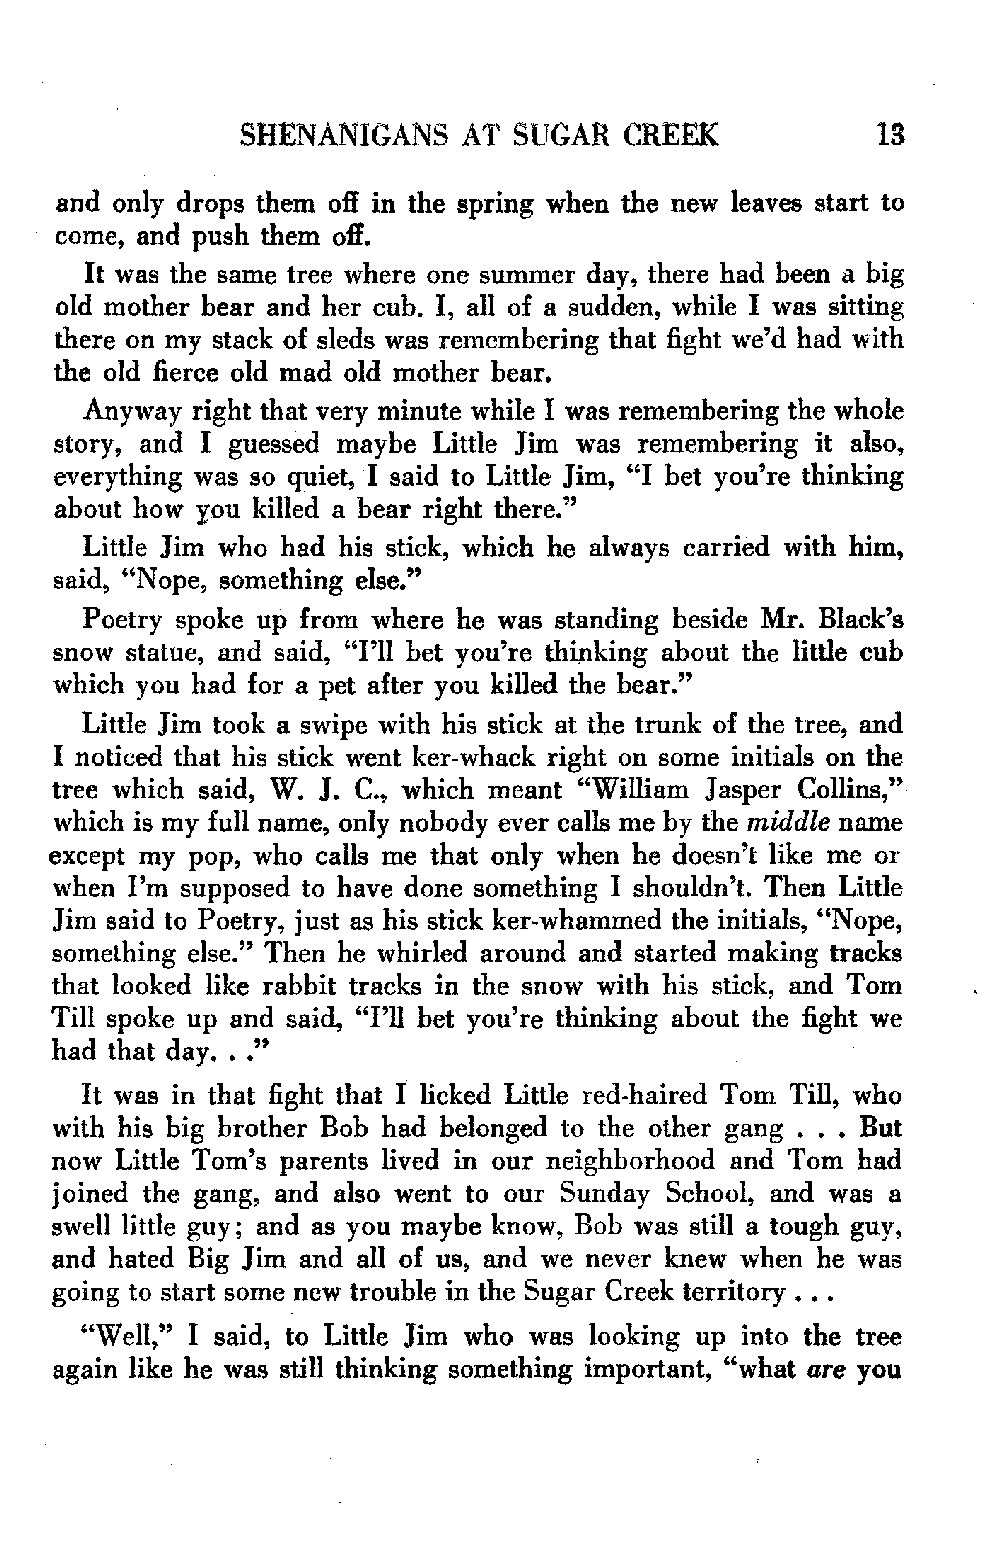 SHENANIGANS AT SUGAR CREEK 13
and only drops them off in the spring when the new leaves start to
come, and push them off.
It was the same tree where one summer day, there had been a big
old mother bear and her cub. I, all of a sudden, while I was sitting
there on my stack of sleds was remembering that fight we'd had with
the old fierce old mad old mother bear.
Anyway right that very minute while I was remembering the whole
story, and I guessed maybe Little Jim was remembering it also,
everything was so quiet, I said to Little Jim, “I bet you're thinking
about how you killed a bear right there.”
Little Jim who had his stick, which he always carried with him,
said, “Nope, something else.”
Poetry spoke up from where he was standing beside Mr. Black's
snow statue, and said, “I'll bet you're thinking about the little cub
which you had for a pet after you killed the bear.”
Little Jim took a swipe with his stick at the trunk of the tree, and
I noticed that his stick went ker-whack right on some initials on the
tree which said, W. J. C., which meant “William Jasper Collins,”
which is my full name, only nobody ever calls me by the middle name
except my pop, who calls me that only when he doesn't like me or
when I'm supposed to have done something I shouldn't. Then Little
Jim said to Poetry, just as his stick ker-whammed the initials, “Nope,
something else.” Then he whirled around and started making tracks
that looked like rabbit tracks in the snow with his stick, and Tom
Till spoke up and said, “I'll bet you're thinking about the fight we
had that day. . .”
It was in that fight that I licked Little red-haired Tom Till, who
with his big brother Bob had belonged to the other gang . . . But
now Little Tom's parents lived in our neighborhood and Tom had
joined the gang, and also went to our Sunday School, and was a
swell little guy; and as you maybe know, Bob was still a tough guy,
and hated Big Jim and all of us, and we never knew when he was
going to start some new trouble in the Sugar Creek territory . . .
“Well,” I said, to Little Jim who was looking up into the tree
again like he was still thinking something important, “what are you